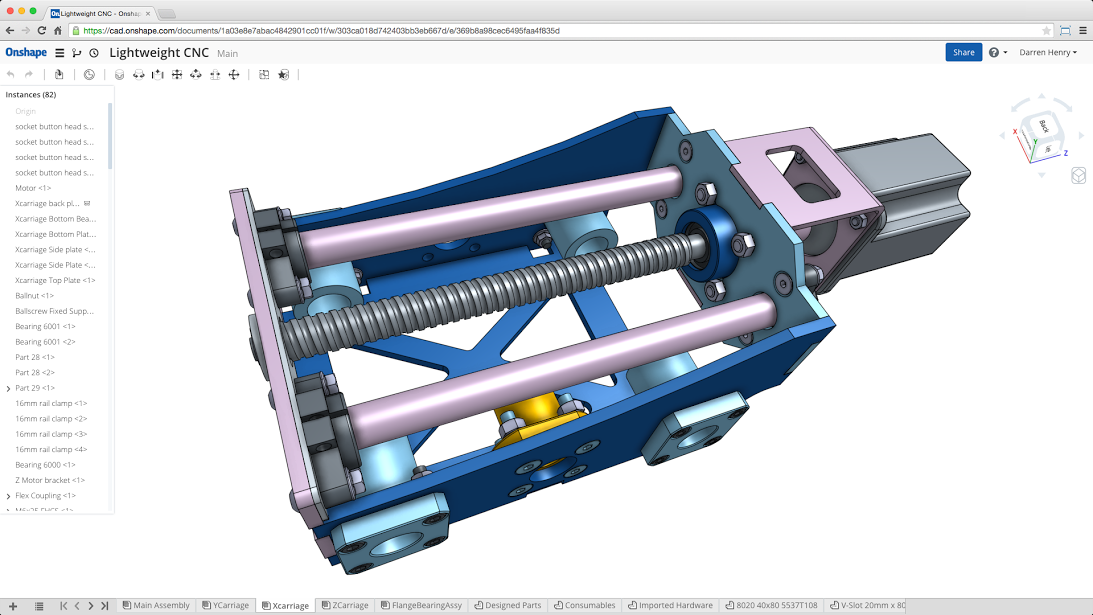 Lightweight CNC - Onshap
https://cad.onshape.com/documents/1a03e8e7abac4842901cc01f/w/303ca018d742403bb3eb667d/e/369b8a98cec6495faa4f835d
Onshape
Lightweight CNC Main
Share
Darren Henry
Instances (82)
Origin
socket button head s...
socket button head s...
socket button head s...
socket button head s...
Motor <1>
Xcarriage back pl...
Xcarriage Bottom Bea...
Xcarriage Bottom Plat...
Xcarriage Side plate <...
Xcarriage Side Plate <...
Xcarriage Top Plate <1>
Ballnut <1>
Ballscrew Fixed Supp...
Bearing 6001 <1>
Bearing 6001 <2>
Part 28 <1>
Part 28 <2>
Part 29 <1>
16mm rail clamp <1>
16mm rail clamp <2>
16mm rail clamp <3>
16mm rail clamp <4>
Bearing 6000 <1>
Z Motor bracket <1>
Flex Coupling <1>
M6x25 FHCS <1>
Back
X
Y
Z
Main Assembly
YCarriage
Xcarriage
ZCarriage
FlangeBearingAssy
Designed Parts
Consumables
Imported Hardware
8020 40x80 5537T108
V-Slot 20mm x 80